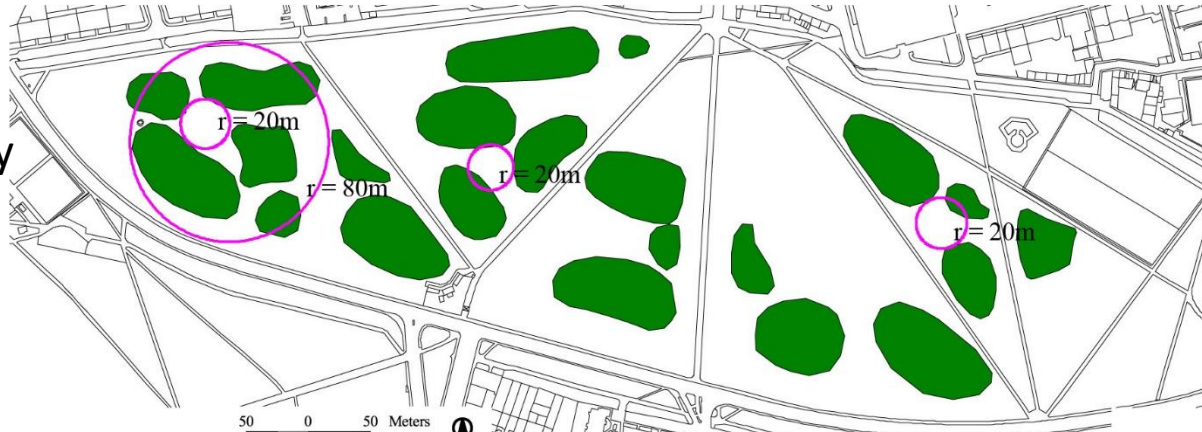 r = 20m
y
r = 20m
r = 80m
r = 20m
50 0 50 Meters